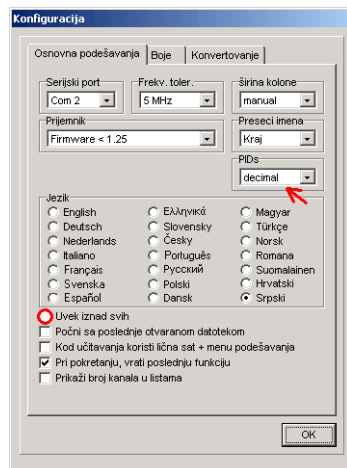 Konfiguracija
Osnovna podešavanja Boje Konvertovanje
Serijski port Frekv. toler. širina kolone
Com 2 5 MHz manual
Prijemnik Preseci imena
Firmware < 1.25 Kraj
PIDs
decimal
Jezik
English Ελληνικά Magyar
Deutsch Slovensky Türkçe
Nederlands Česky Norsk
Italiano Português Romana
Français Русский Suomalainen
Svenska Polski Hrvatski
Español Dansk Srpski
Uvek iznad svih
Počni sa poslednje otvaranom datotekom
Kod učitavanja koristi lična sat + menu podešavanja
Pri pokretanju, vrati poslednju funkciju
Prikaži broj kanala u listama
OK